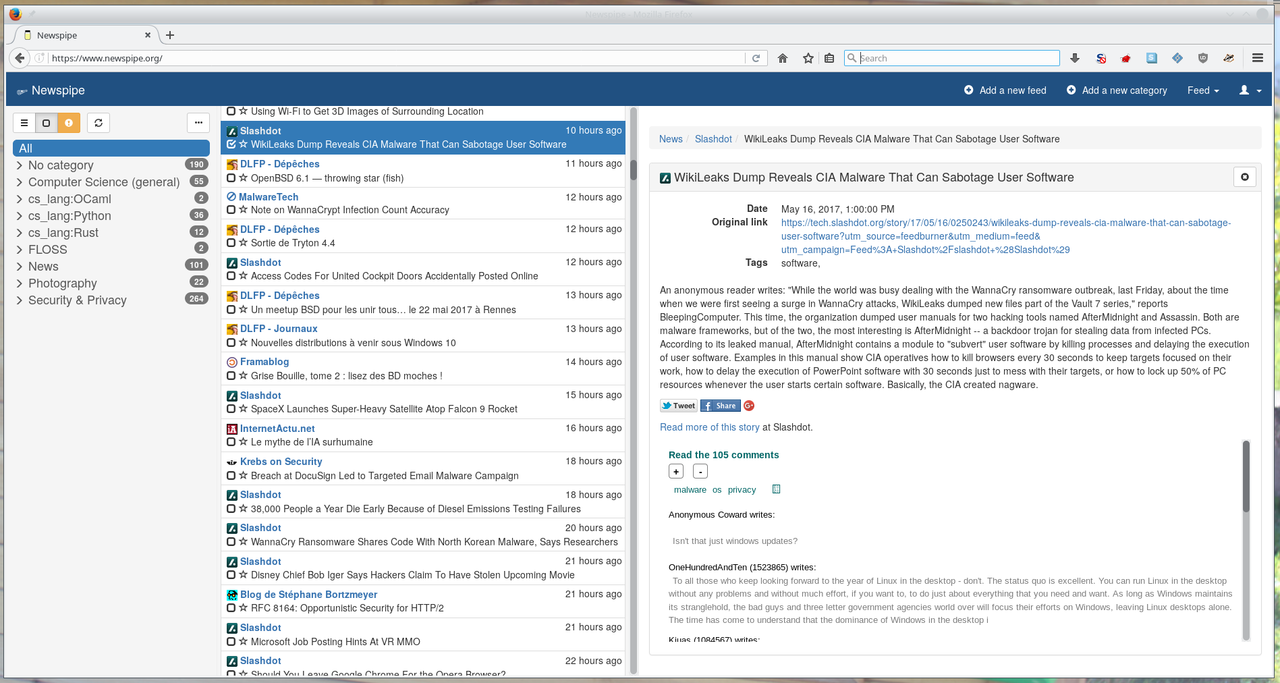 Newspipe
https://www.newspipe.org/
Search
Newspipe
Add a new feed
Add a new category
Feed
All
No category 190
Computer Science (general) 55
cs_lang:OCaml 2
cs_lang:Python 36
cs_lang:Rust 12
FLOSS 2
News 101
Photography 22
Security & Privacy 264
Using Wi-Fi to Get 3D Images of Surrounding Location
Slashdot 10 hours ago
WikiLeaks Dump Reveals CIA Malware That Can Sabotage User Software
DLFP - Dépêches 11 hours ago
OpenBSD 6.1 — throwing star (fish)
MalwareTech 12 hours ago
Note on WannaCrypt Infection Count Accuracy
DLFP - Dépêches 12 hours ago
Sortie de Tryton 4.4
Slashdot 12 hours ago
Access Codes For United Cockpit Doors Accidentally Posted Online
DLFP - Dépêches 13 hours ago
Un meetup BSD pour les unir tous… le 22 mai 2017 à Rennes
DLFP - Journaux 13 hours ago
Nouvelles distributions à venir sous Windows 10
Framablog 14 hours ago
Grise Bouille, tome 2 : lisez des BD moches !
Slashdot 15 hours ago
SpaceX Launches Super-Heavy Satellite Atop Falcon 9 Rocket
InternetActu.net 16 hours ago
Le mythe de l'IA surhumaine
Krebs on Security 18 hours ago
Breach at DocuSign Led to Targeted Email Malware Campaign
Slashdot 18 hours ago
38,000 People a Year Die Early Because of Diesel Emissions Testing Failures
Slashdot 20 hours ago
WannaCry Ransomware Shares Code With North Korean Malware, Says Researchers
Slashdot 21 hours ago
Disney Chief Bob Iger Says Hackers Claim To Have Stolen Upcoming Movie
Blog de Stéphane Bortzmeyer 21 hours ago
RFC 8164: Opportunistic Security for HTTP/2
Slashdot 21 hours ago
Microsoft Job Posting Hints At VR MMO
Slashdot 22 hours ago
Should You Leave Google Chrome For the Opera Browser?
News / Slashdot / WikiLeaks Dump Reveals CIA Malware That Can Sabotage User Software
WikiLeaks Dump Reveals CIA Malware That Can Sabotage User Software
Date May 16, 2017, 1:00:00 PM
Original link https://tech.slashdot.org/story/17/05/16/0250243/wikileaks-dump-reveals-cia-malware-that-can-sabotage-
user-software?utm_source=feedburner&utm_medium=feed&
utm_campaign=Feed%3A+Slashdot%2Fslashdot+%28Slashdot%29
Tags software,
An anonymous reader writes: "While the world was busy dealing with the WannaCry ransomware outbreak, last Friday, about the time
when we were first seeing a surge in WannaCry attacks, WikiLeaks dumped new files part of the Vault 7 series," reports
BleepingComputer. This time, the organization dumped user manuals for two hacking tools named AfterMidnight and Assassin. Both are
malware frameworks, but of the two, the most interesting is AfterMidnight -- a backdoor trojan for stealing data from infected PCs.
According to its leaked manual, AfterMidnight contains a module to "subvert" user software by killing processes and delaying the execution
of user software. Examples in this manual show CIA operatives how to kill browsers every 30 seconds to keep targets focused on their
work, how to delay the execution of PowerPoint software with 30 seconds just to mess with their targets, or how to lock up 50% of PC
resources whenever the user starts certain software. Basically, the CIA created nagware.
Tweet Share
Read more of this story at Slashdot.
Read the 105 comments
+ -
malware os privacy
Anonymous Coward writes:
Isn't that just windows updates?
OneHundredAndTen (1523865) writes:
To all those who keep looking forward to the year of Linux in the desktop - don't. The status quo is excellent. You can run Linux in the desktop
without any problems and without much effort, if you want to, to do just about everything that you need and want. As long as Windows maintains
its stranglehold, the bad guys and three letter government agencies world over will focus their efforts on Windows, leaving Linux desktops alone.
The time has come to understand that the dominance of Windows in the desktop i
Kjuas (1084567) writes: